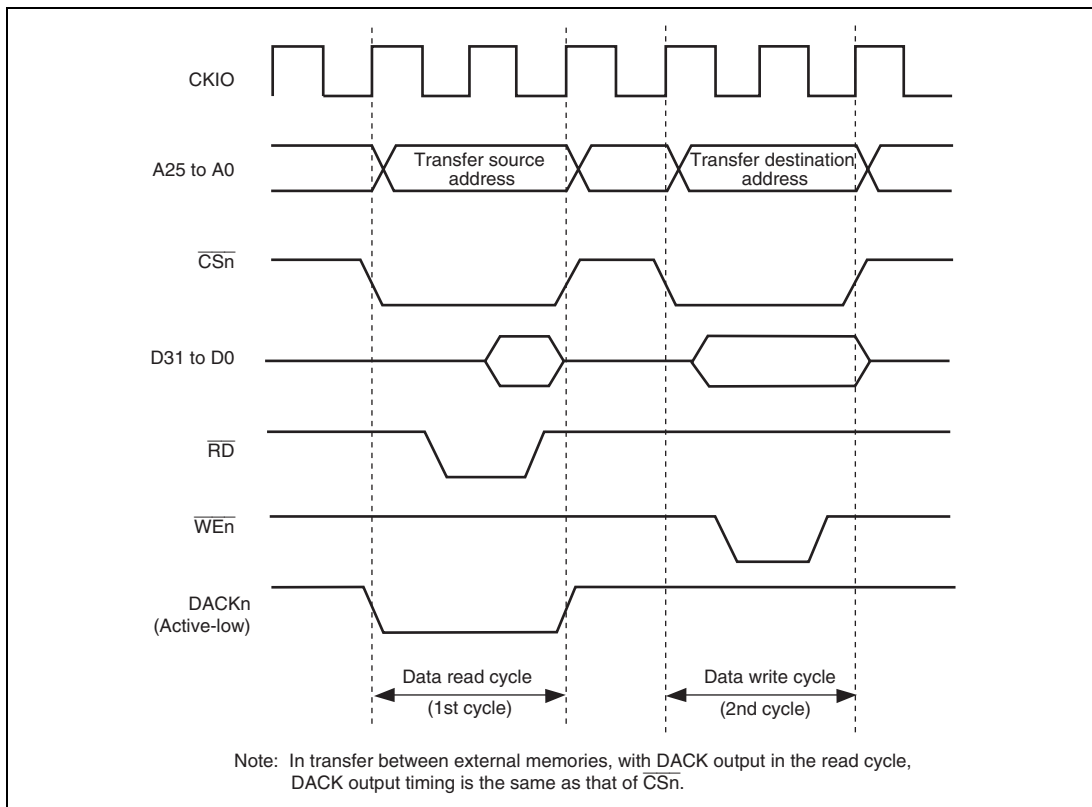 CKIO
A25 to A0
Transfer source
address
Transfer destination
address
CSn
D31 to D0
RD
WEn
DACKn
(Active-low)
Data read cycle
(1st cycle)
Data write cycle
(2nd cycle)
Note: In transfer between external memories, with DACK output in the read cycle,
DACK output timing is the same as that of CSn.